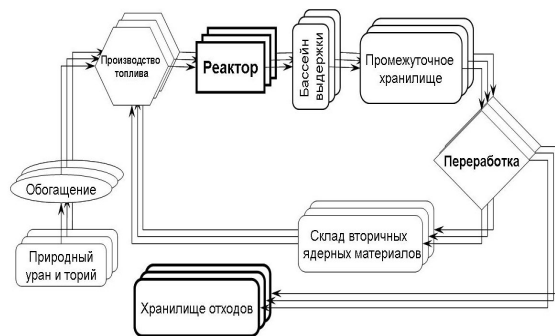 Производство
топлива
Реактор
Бассейн
выдержки
Промежуточное
хранилище
Переработка
Обогащение
Природный
уран и торий
Склад вторичных
ядерных материалов
Хранилище отходов